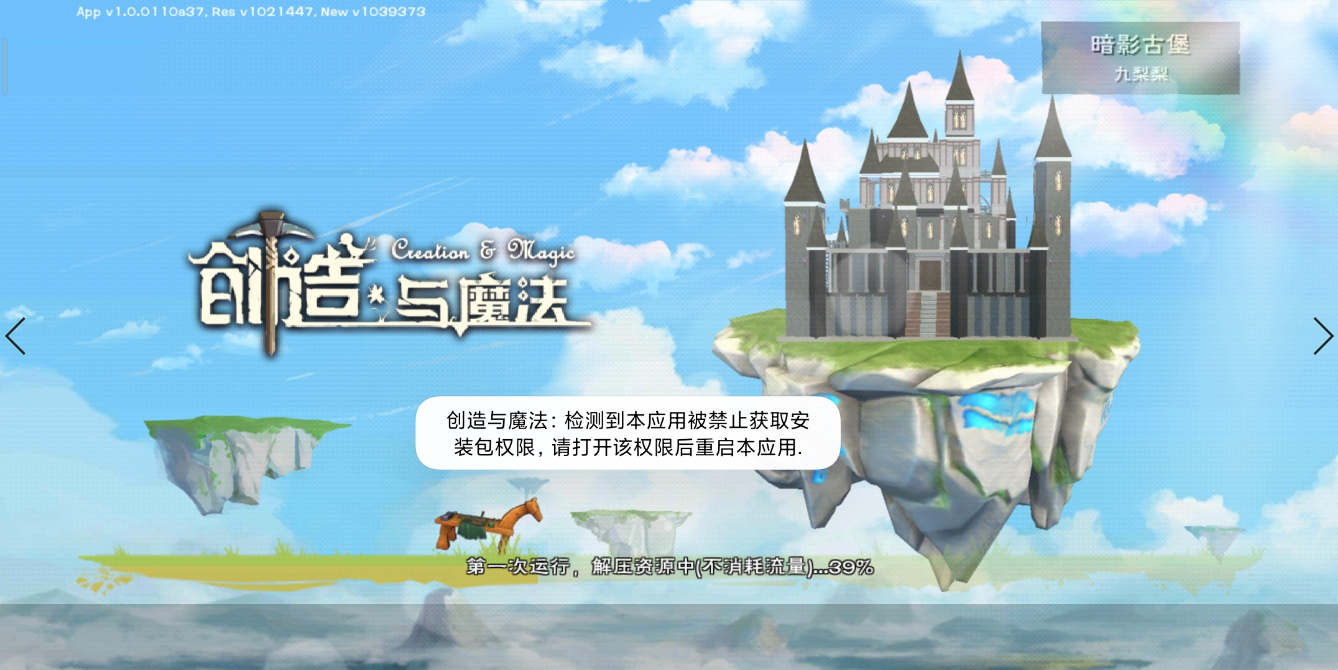 App v1.0.0110a37, Res v1021447, New v1039373
暗影古堡
九梨梨
Creation & Magic
创造与魔法
创造与魔法: 检测到本应用被禁止获取安
装包权限, 请打开该权限后重启本应用.
第一次运行，解压资源中(不消耗流量)...39%